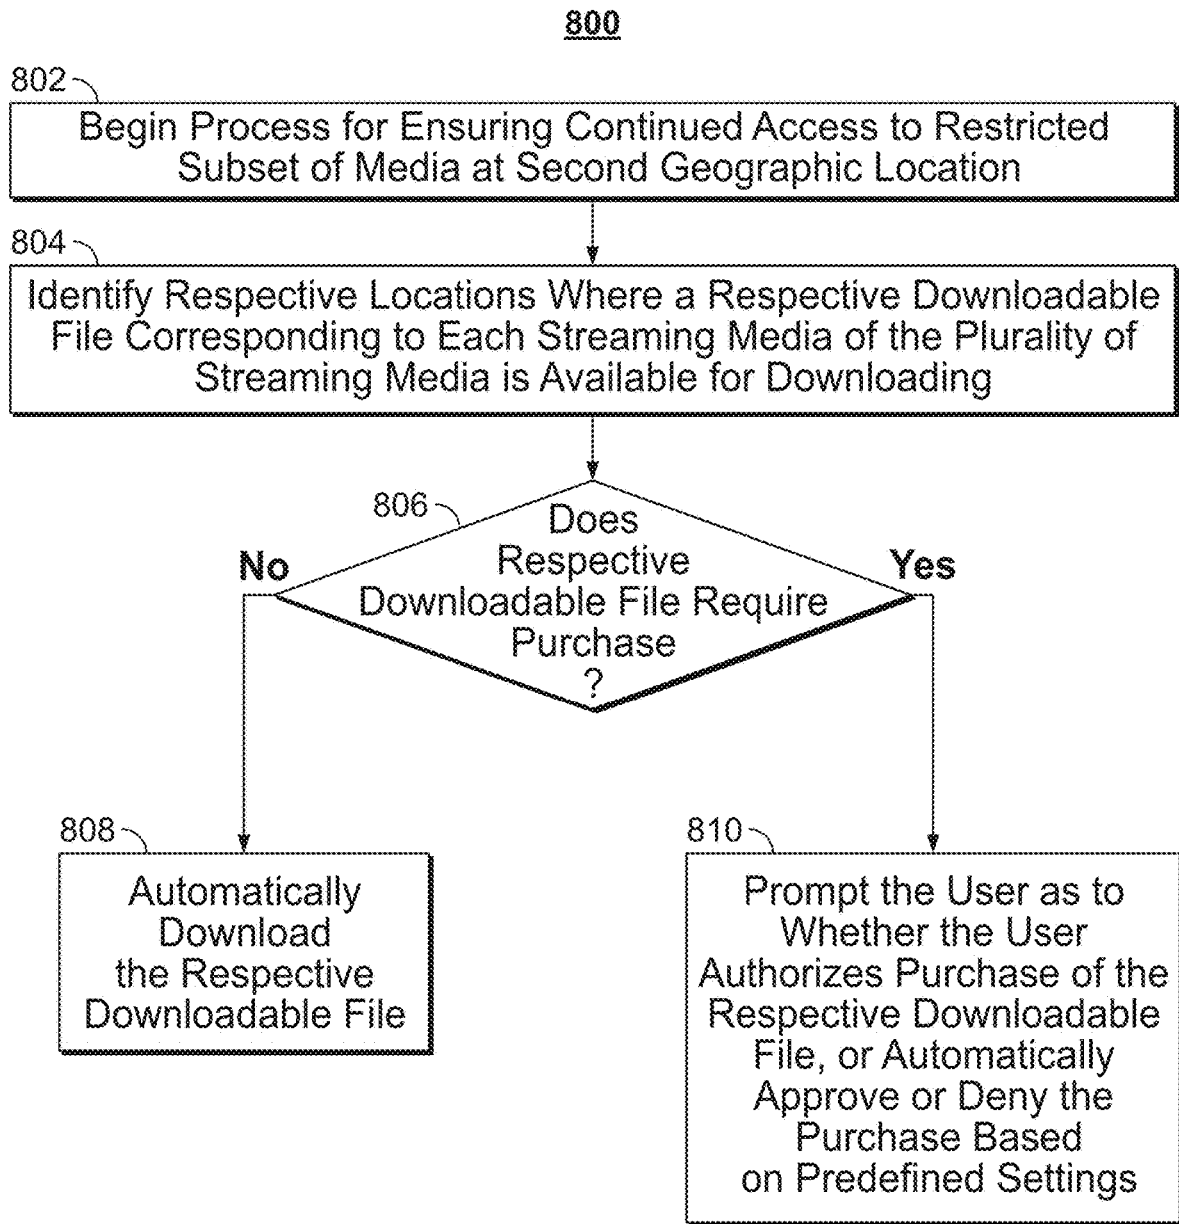 800
802
Begin Process for Ensuring Continued Access to Restricted
Subset of Media at Second Geographic Location
804
Identify Respective Locations Where a Respective Downloadable
File Corresponding to Each Streaming Media of the Plurality of
Streaming Media is Available for Downloading
806
Does
Respective
Downloadable File Require
Purchase
?
No
Yes
808
Automatically
Download
the Respective
Downloadable File
810
Prompt the User as to
Whether the User
Authorizes Purchase of the
Respective Downloadable
File, or Automatically
Approve or Deny the
Purchase Based
on Predefined Settings